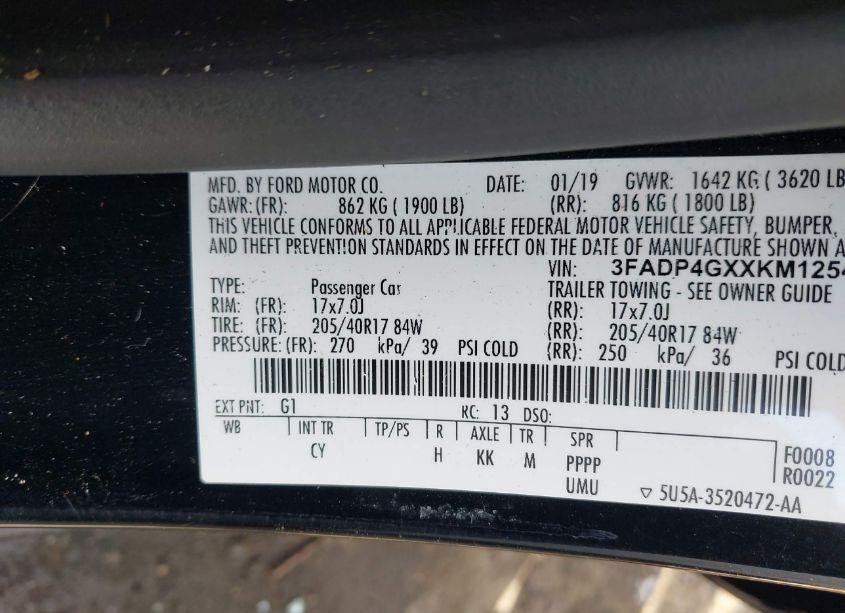 MFD. BY FORD MOTOR CO. DATE: 01/19 GVWR: 1642 KG ( 3620 LB
GAWR: (FR): 862 KG ( 1900 LB) (RR): 816 KG ( 1800 LB)
THIS VEHICLE CONFORMS TO ALL APPLICABLE FEDERAL MOTOR VEHICLE SAFETY, BUMPER,
AND THEFT PREVENTION STANDARDS IN EFFECT ON THE DATE OF MANUFACTURE SHOWN A
VIN: 3FADP4GXXKM1254
TYPE: Passenger Car TRAILER TOWING - SEE OWNER GUIDE
RIM: (FR): 17x7.0J (RR): 17x7.0J
TIRE: (FR): 205/40R17 84W (RR): 205/40R17 84W
PRESSURE: (FR): 270 kPa/ 39 PSI COLD (RR): 250 kPa/ 36 PSI COLD
EXT PNT: G1 RC: 13 DSO:
WB INT TR TP/PS R AXLE TR SPR
CY H KK M PPPP F0008
UMU R0022
▽ 5U5A-3520472-AA